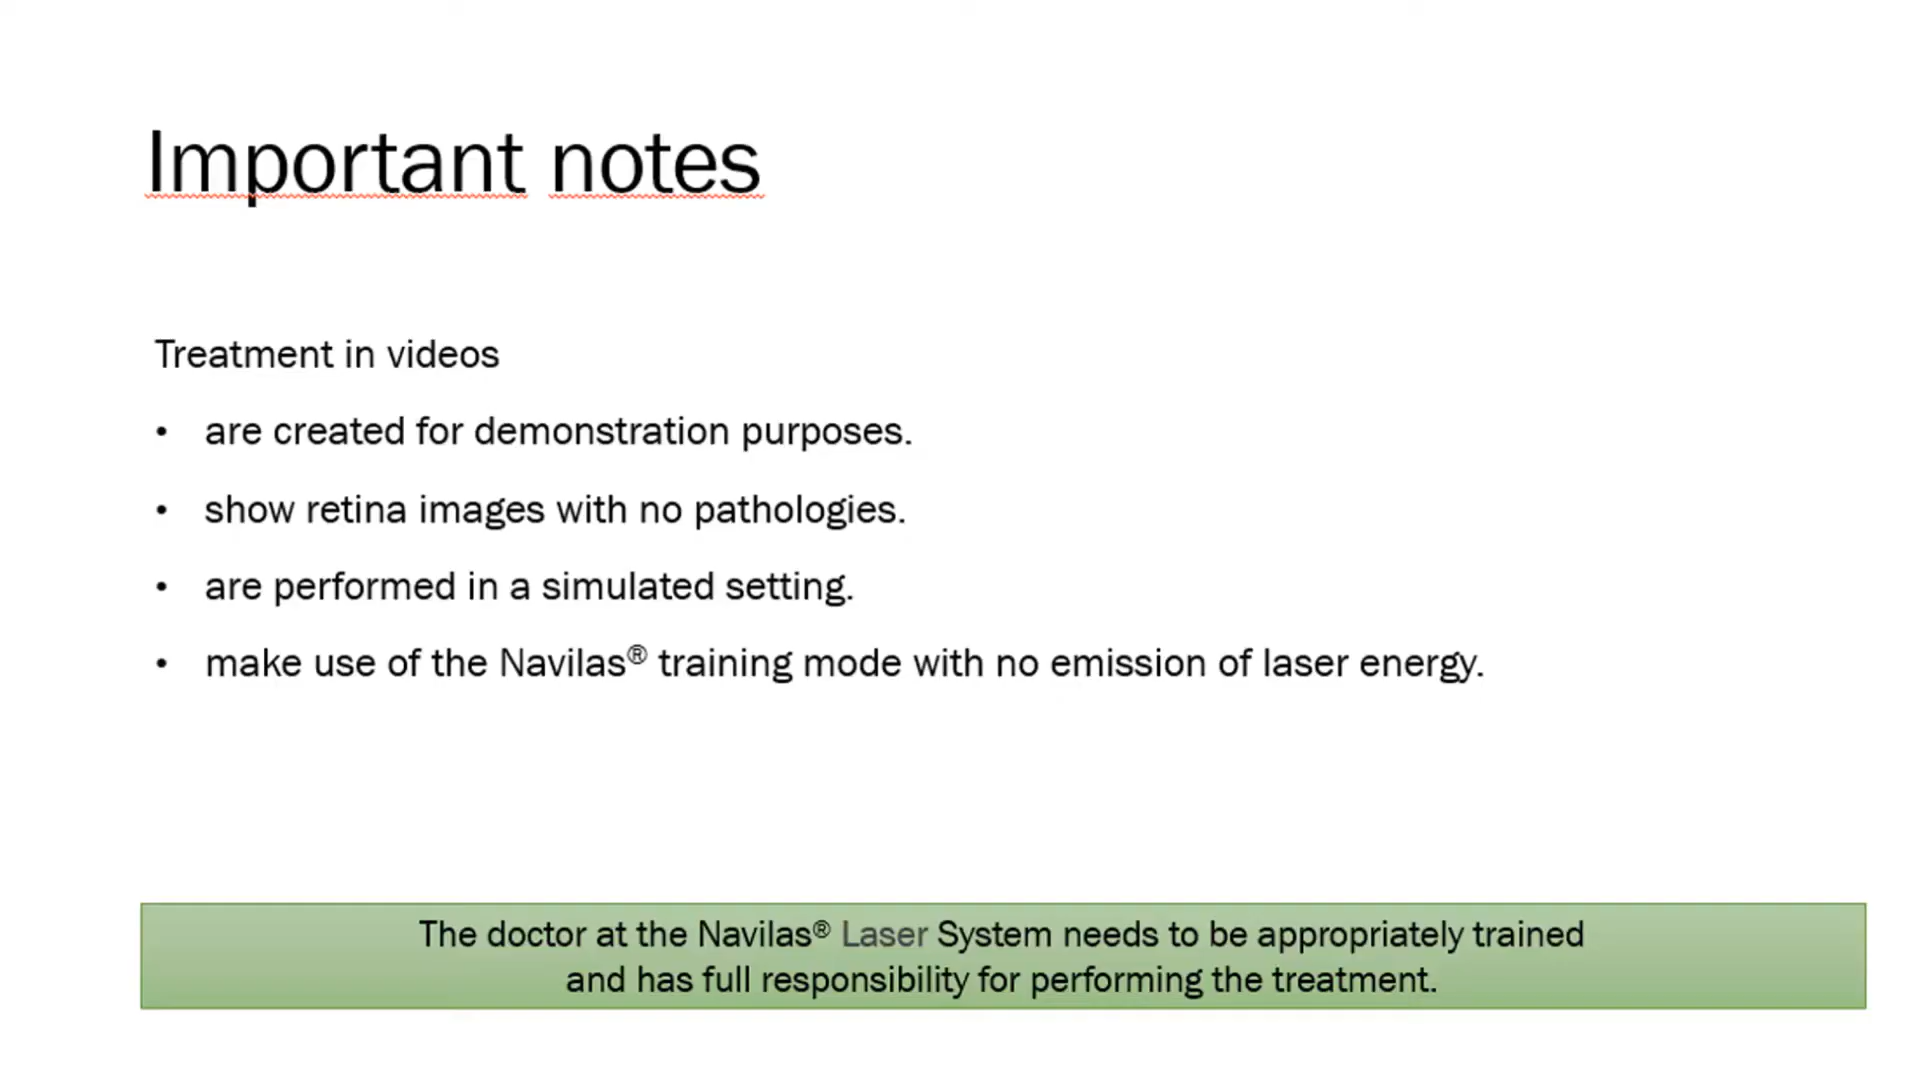 Important notes
Treatment in videos
• are created for demonstration purposes.
• show retina images with no pathologies.
• are performed in a simulated setting.
• make use of the Navilas® training mode with no emission of laser energy.
The doctor at the Navilas® Laser System needs to be appropriately trained
and has full responsibility for performing the treatment.